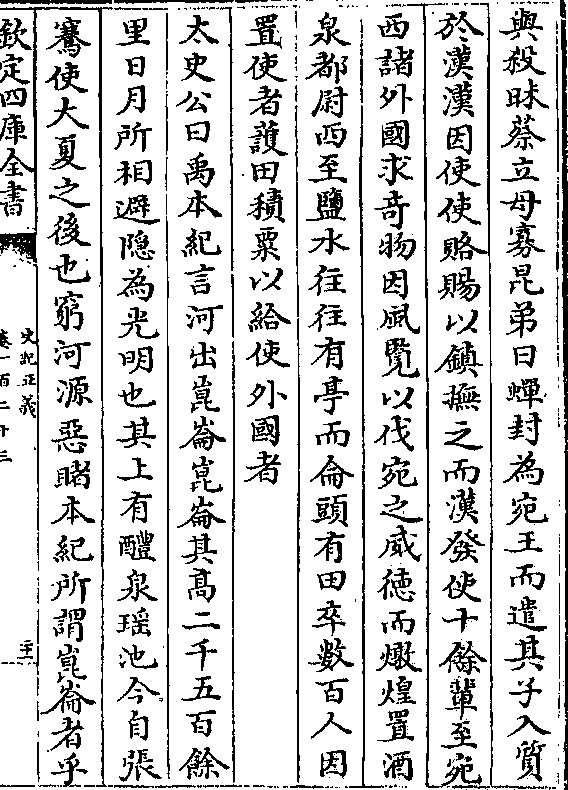 與殺昧蔡立母寡昆弟曰蟬封為宛王而遣其子入質
於漢漢因使使賂賜以鎮撫之而漢發使十餘輩至宛
西諸外國求竒物因風覽以伐宛之威徳而燉煌置酒
泉都尉西至鹽水往往有亭而侖頭有田卒數百人因
置使者䕶田積粟以給使外國者
太史公曰禹本紀言河出崑崙崑崙其髙二千五百餘
里日月所相避隠為光明也其上有醴泉瑶池今自張
騫使大夏之後也窮河源惡睹本紀所謂崑崙者乎
欽定四庫全書
史記正義
卷一百二十三